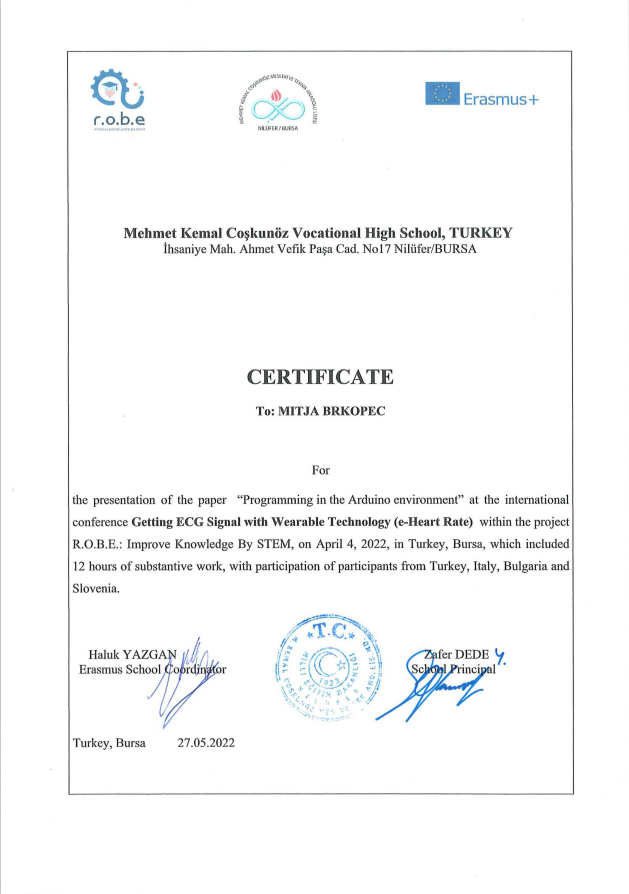 r.o.b.e
MEHMET KEMAL COŞKUNÖZ MESLEKİ VE TEKNİK ANADOLU LİSESİ
NİLÜFER / BURSA
Erasmus+
Mehmet Kemal Coşkunöz Vocational High School, TURKEY
İhsaniye Mah. Ahmet Vefik Paşa Cad. No17 Nilüfer/BURSA
CERTIFICATE
To: MITJA BRKOPEC
For
the presentation of the paper “Programming in the Arduino environment” at the international
conference Getting ECG Signal with Wearable Technology (e-Heart Rate) within the project
R.O.B.E.: Improve Knowledge By STEM, on April 4, 2022, in Turkey, Bursa, which included
12 hours of substantive work, with participation of participants from Turkey, Italy, Bulgaria and
Slovenia.
Haluk YAZGAN
Erasmus School Coordinator
T.C.
1923
Zafer DEDE
School Principal
Turkey, Bursa 27.05.2022